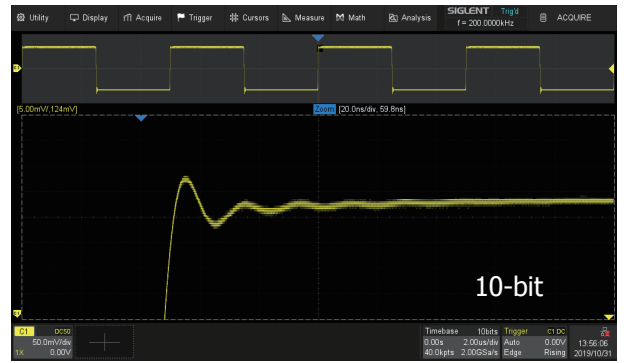 Utility Display Acquire Trigger Cursors Measure Math Analysis SIGLENT Trig'd ACQUIRE
f = 200.0000kHz
[5.00mV/,124mV] Zoom [20.0ns/div, 59.8ns]
10-bit
C1 DC50 Timebase 10bits Trigger C1 DC
50.0mV/div 0.00s 2.00us/div Auto 0.00V 13:56:06
1X 0.00V 40.0kpts 2.00GSa/s Edge Rising 2019/10/31